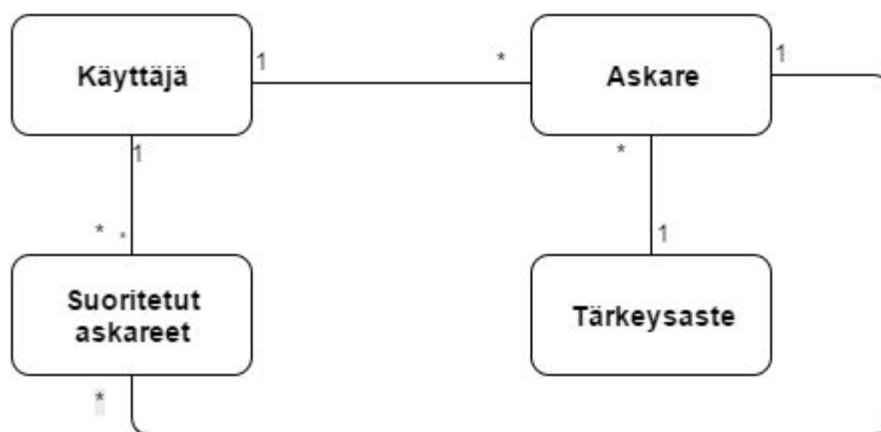 Käyttäjä
1
*
Askare
1
1
*
*
*
1
Suoritetut
askareet
Tärkeysaste
*